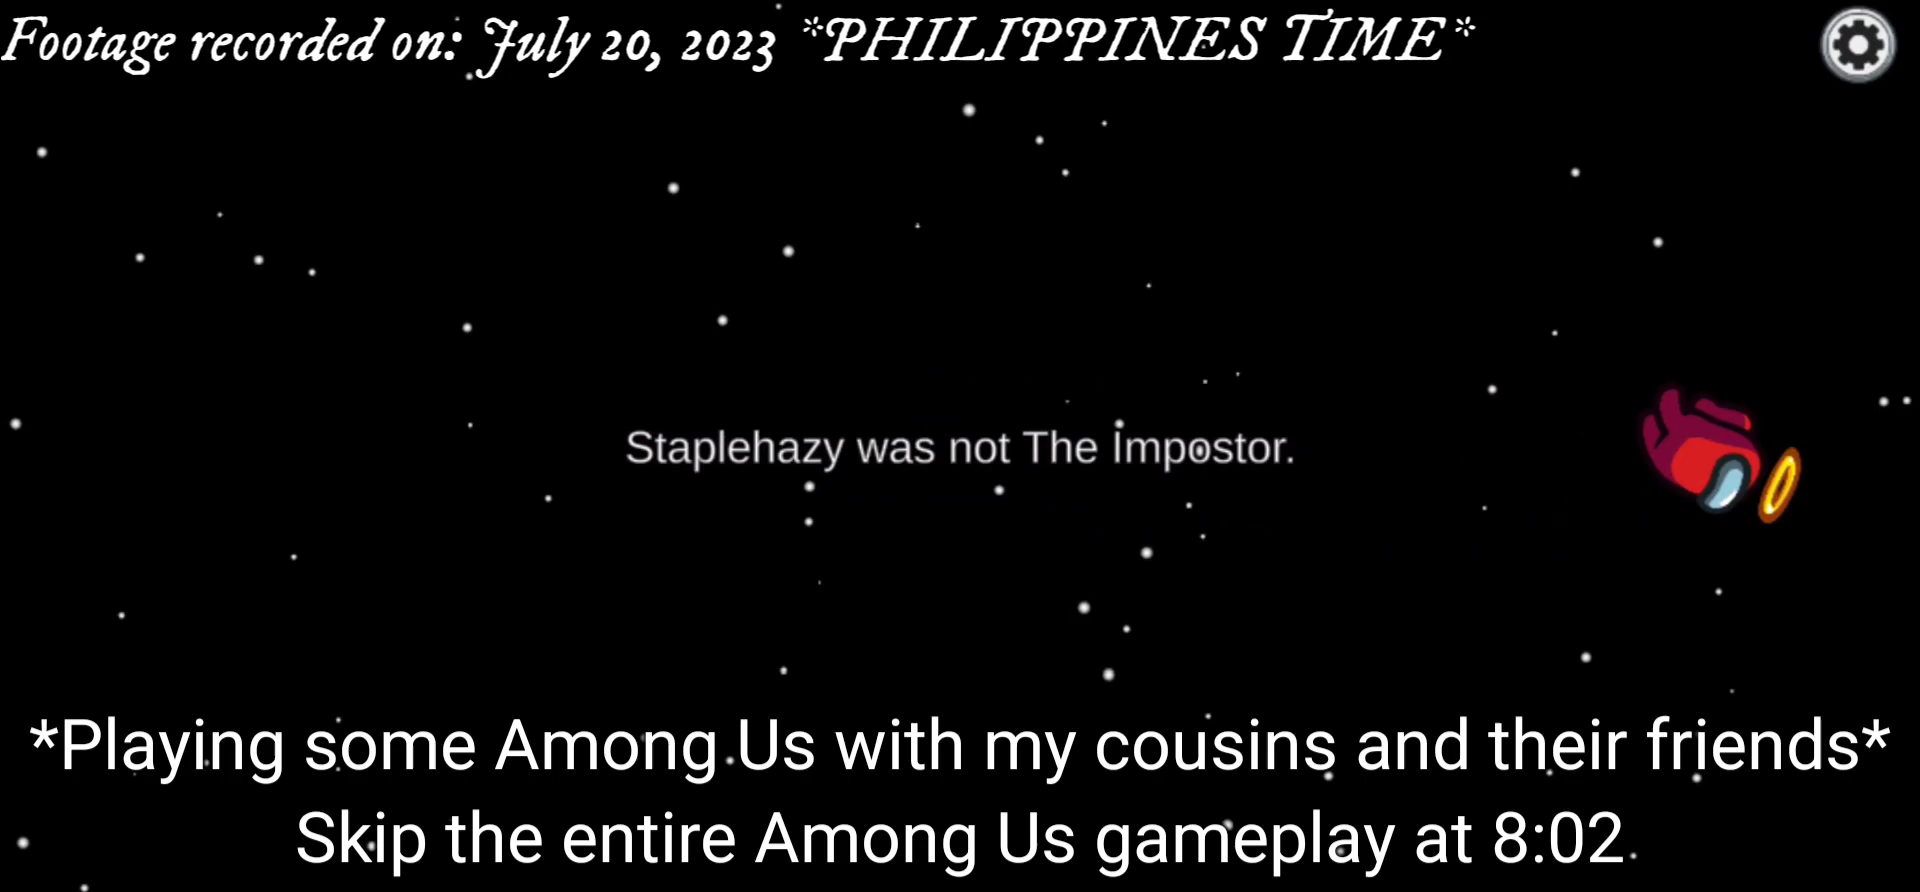 Footage recorded on: July 20, 2023 *PHILIPPINES TIME*
Staplehazy was not The Impostor.
*Playing some Among Us with my cousins and their friends*
Skip the entire Among Us gameplay at 8:02